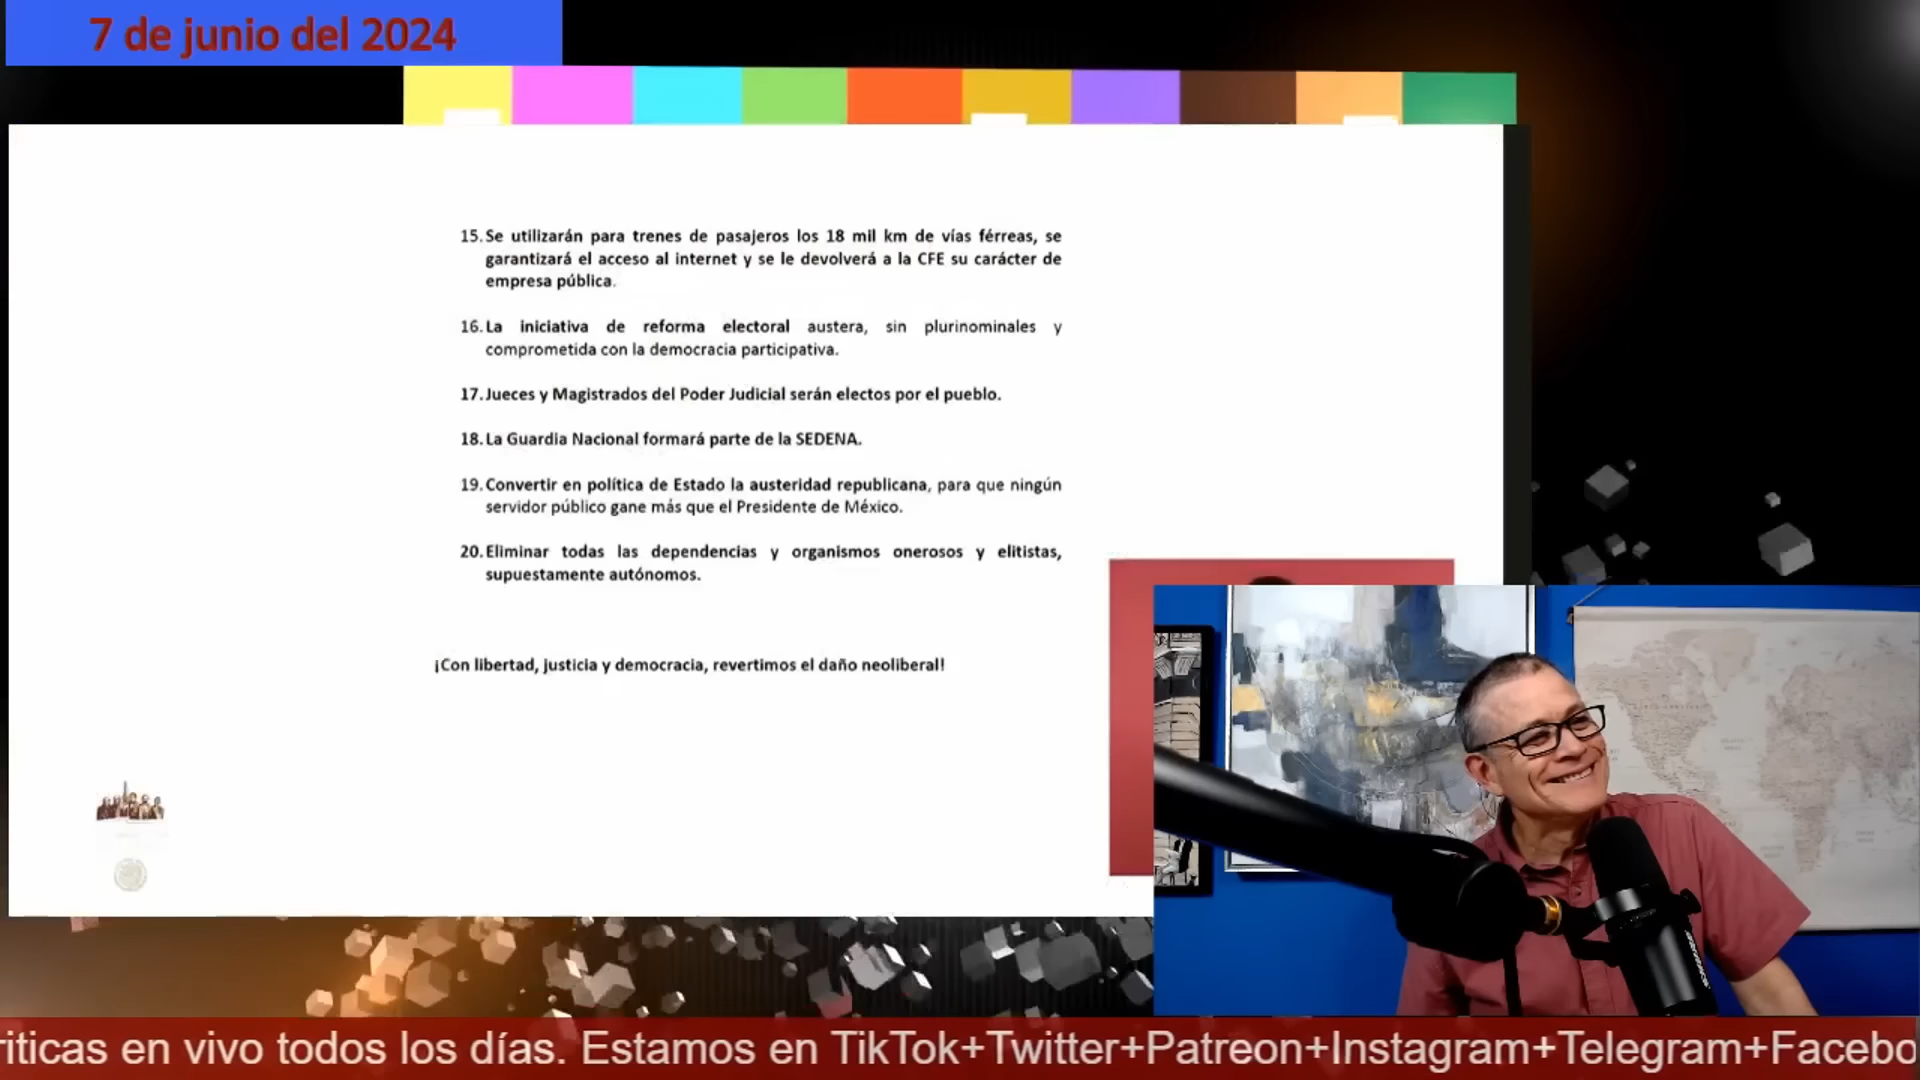 7 de junio del 2024
15. Se utilizarán para trenes de pasajeros los 18 mil km de vías férreas, se
garantizará el acceso al internet y se le devolverá a la CFE su carácter de
empresa pública.
16. La iniciativa de reforma electoral austera, sin plurinominales y
comprometida con la democracia participativa.
17. Jueces y Magistrados del Poder Judicial serán electos por el pueblo.
18. La Guardia Nacional formará parte de la SEDENA.
19. Convertir en política de Estado la austeridad republicana, para que ningún
servidor público gane más que el Presidente de México.
20. Eliminar todas las dependencias y organismos onerosos y elitistas,
supuestamente autónomos.
¡Con libertad, justicia y democracia, revertimos el daño neoliberal!
riticas en vivo todos los días. Estamos en TikTok+Twitter+Patreon+Instagram+Telegram+Facebo